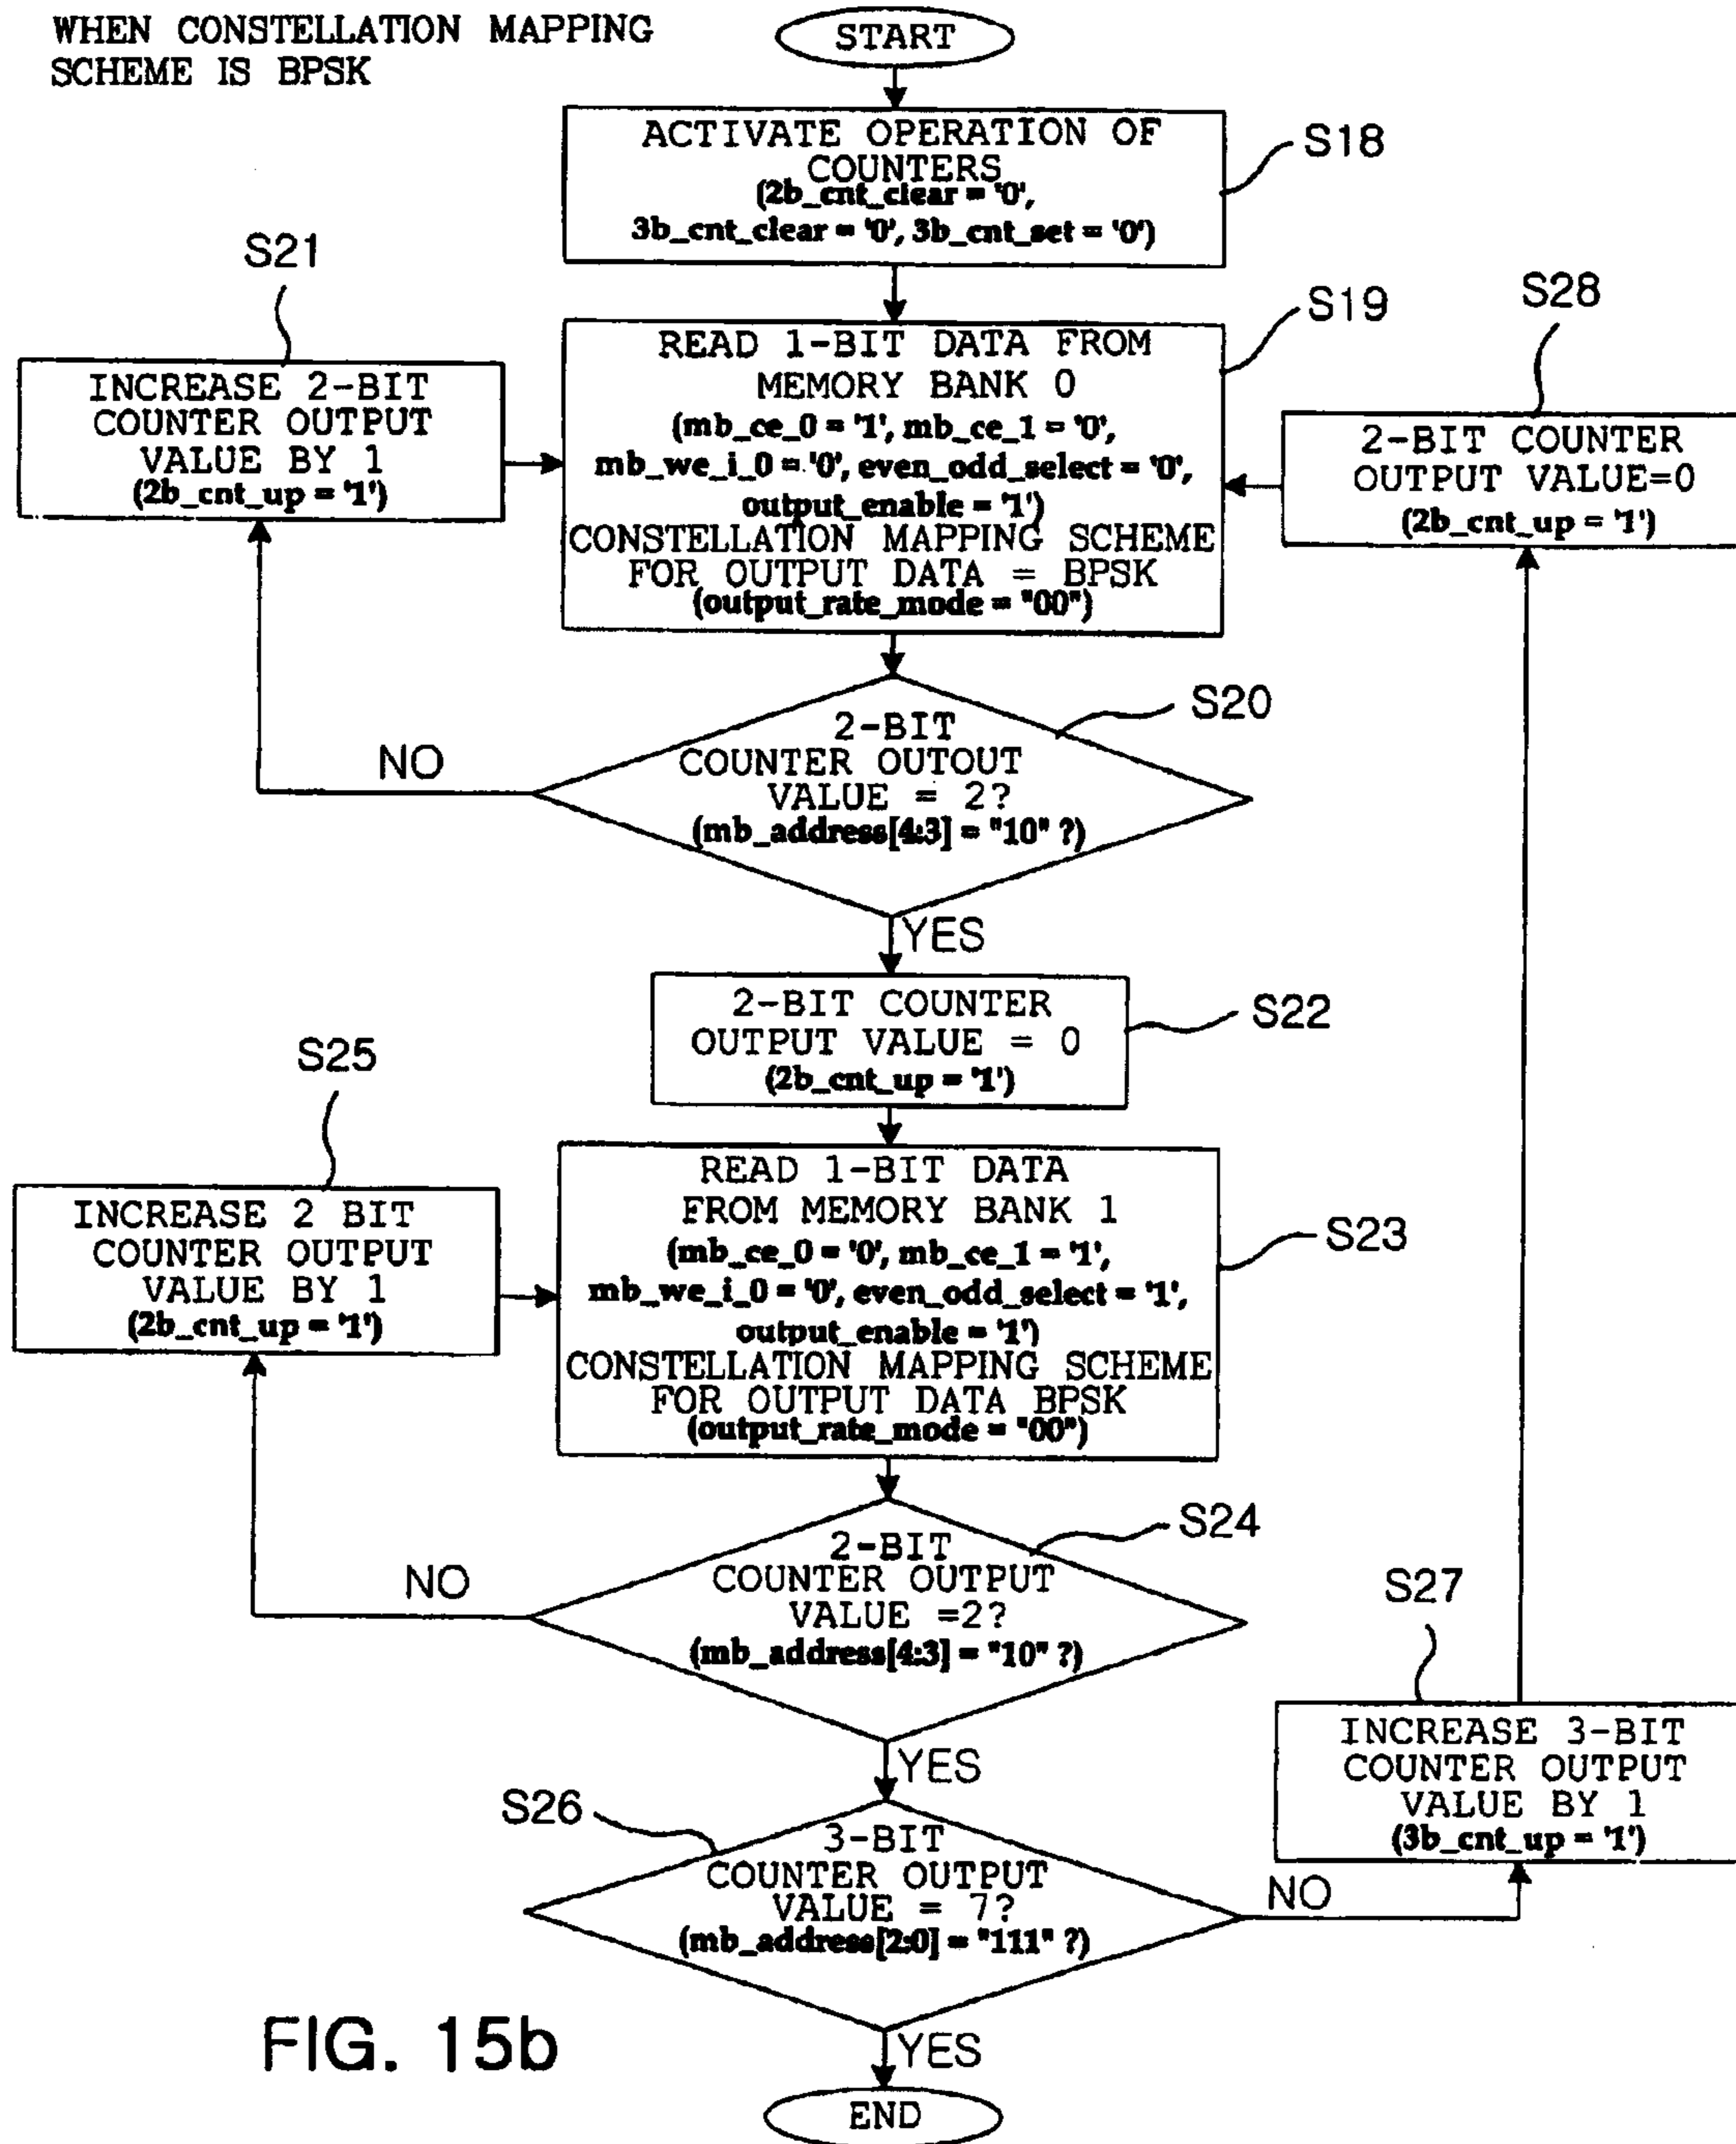 WHEN CONSTELLATION MAPPING
SCHEME IS BPSK
START
ACTIVATE OPERATION OF
COUNTERS
(2b_cnt_clear = '0',
3b_cnt_clear = '0', 3b_cnt_set = '0')
S18
S21
INCREASE 2-BIT
COUNTER OUTPUT
VALUE BY 1
(2b_cnt_up = '1')
READ 1-BIT DATA FROM
MEMORY BANK 0
(mb_ce_0 = '1', mb_ce_1 = '0',
mb_we_i_0 = '0', even_odd_select = '0',
output_enable = '1')
CONSTELLATION MAPPING SCHEME
FOR OUTPUT DATA = BPSK
(output_rate_mode = "00")
S19
S28
2-BIT COUNTER
OUTPUT VALUE=0
(2b_cnt_up = '1')
2-BIT
COUNTER OUTOUT
VALUE = 2?
(mb_address[4:3] = "10" ?)
S20
NO
YES
2-BIT COUNTER
OUTPUT VALUE = 0
(2b_cnt_up = '1')
S22
S25
INCREASE 2 BIT
COUNTER OUTPUT
VALUE BY 1
(2b_cnt_up = '1')
READ 1-BIT DATA
FROM MEMORY BANK 1
(mb_ce_0 = '0', mb_ce_1 = '1',
mb_we_i_0 = '0', even_odd_select = '1',
output_enable = '1')
CONSTELLATION MAPPING SCHEME
FOR OUTPUT DATA BPSK
(output_rate_mode = "00")
S23
2-BIT
COUNTER OUTPUT
VALUE =2?
(mb_address[4:3] = "10" ?)
S24
NO
YES
S27
INCREASE 3-BIT
COUNTER OUTPUT
VALUE BY 1
(3b_cnt_up = '1')
S26
3-BIT
COUNTER OUTPUT
VALUE = 7?
(mb_address[2:0] = "111" ?)
NO
YES
END
FIG. 15b